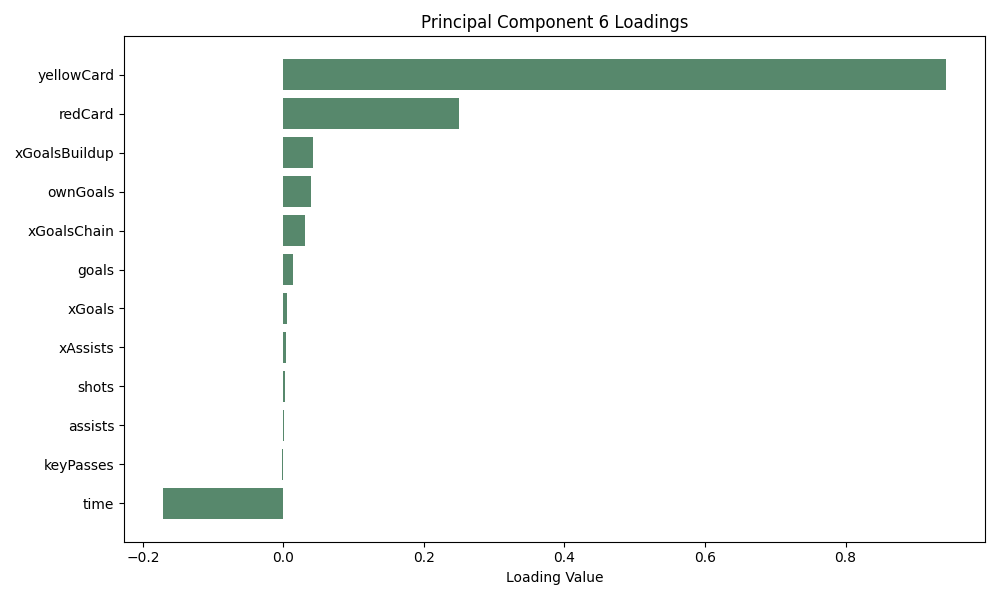 Principal Component 6 Loadings
yellowCard
redCard
xGoalsBuildup
ownGoals
xGoalsChain
goals
xGoals
xAssists
shots
assists
keyPasses
time
−0.2 0.0 0.2 0.4 0.6 0.8
Loading Value